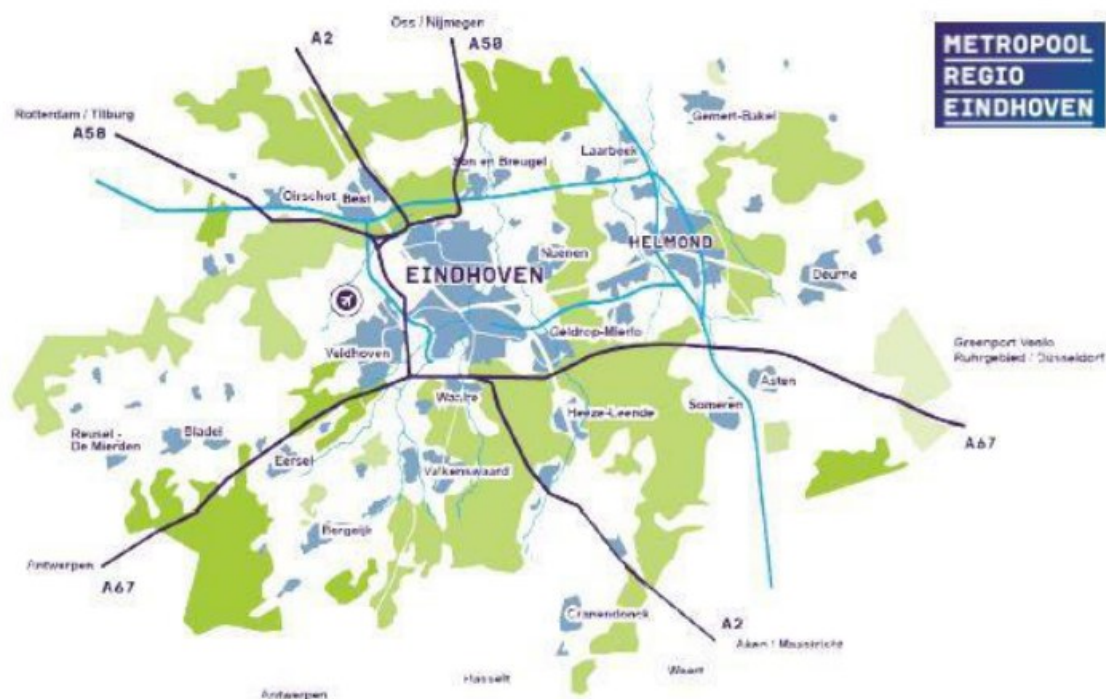 Oss / Nijmegen
A2
A50
METROPOOL
REGIO
EINDHOVEN
Rotterdam / Tilburg
A58
Gemert-Bakel
Laarbeek
Son en Breugel
Oirschot
Best
HELMOND
Nuenen
EINDHOVEN
Deurne
Geldrop-Mierlo
Veldhoven
Greenport Venlo
Ruhrgebied / Düsseldorf
Asten
Waalre
Someren
Heeze-Leende
Reusel -
De Mierden
Bladel
A67
Eersel
Valkenswaard
Bergeijk
Antwerpen
A67
Cranendonck
A2
Aken / Maastricht
Weert
Hasselt
Antwerpen